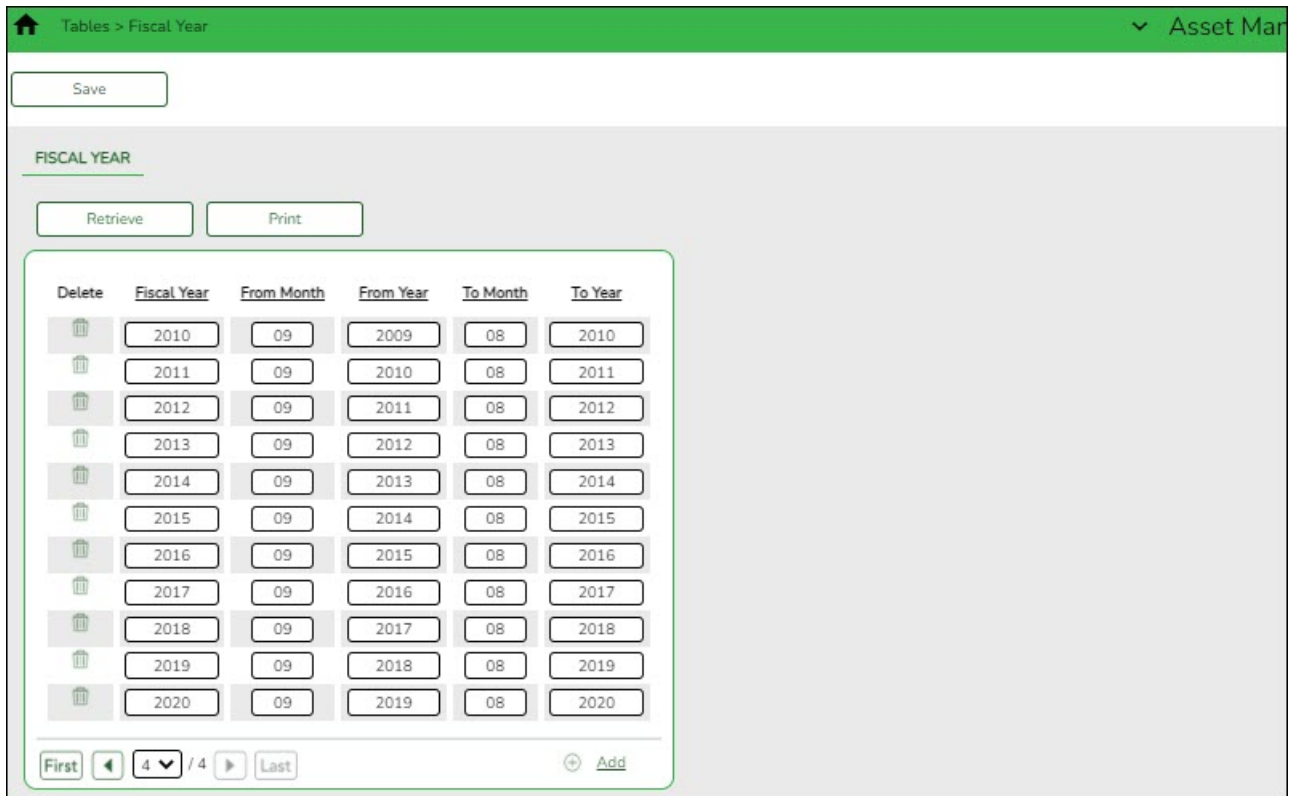 Tables > Fiscal Year
Asset Mar
Save
FISCAL YEAR
Retrieve Print
Delete Fiscal Year From Month From Year To Month To Year
2010 09 2009 08 2010
2011 09 2010 08 2011
2012 09 2011 08 2012
2013 09 2012 08 2013
2014 09 2013 08 2014
2015 09 2014 08 2015
2016 09 2015 08 2016
2017 09 2016 08 2017
2018 09 2017 08 2018
2019 09 2018 08 2019
2020 09 2019 08 2020
First 4 / 4 Last Add